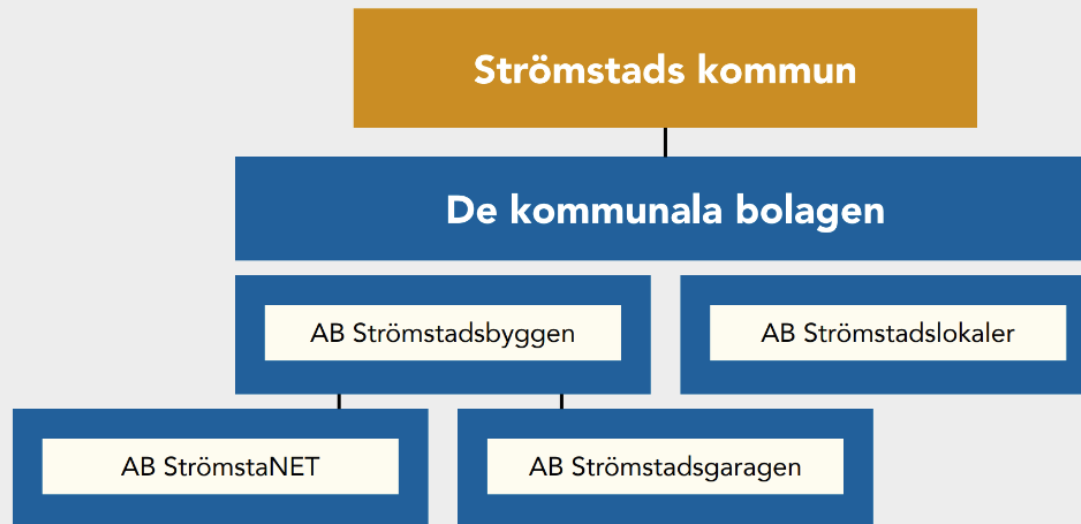 Strömstads kommun
De kommunala bolagen
AB Strömstadsbyggen
AB Strömstadslokaler
AB StrömstaNET
AB Strömstadsgaragen